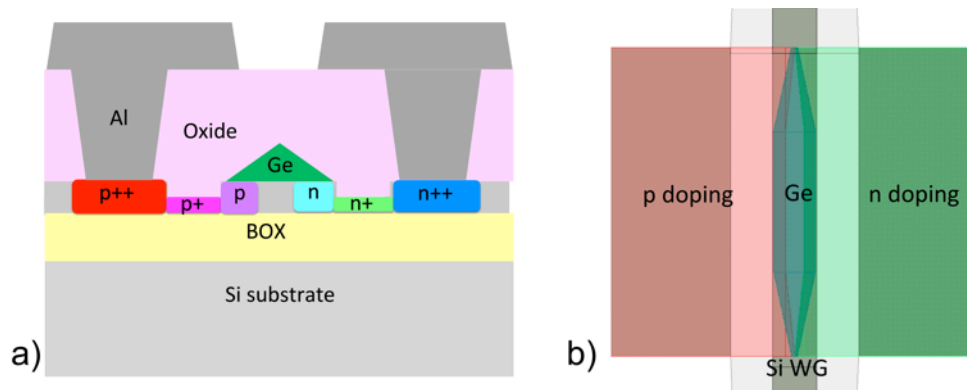 Al
Oxide
Ge
p++
p+
p
n
n+
n++
BOX
Si substrate
a)
p doping
Ge
n doping
Si WG
b)